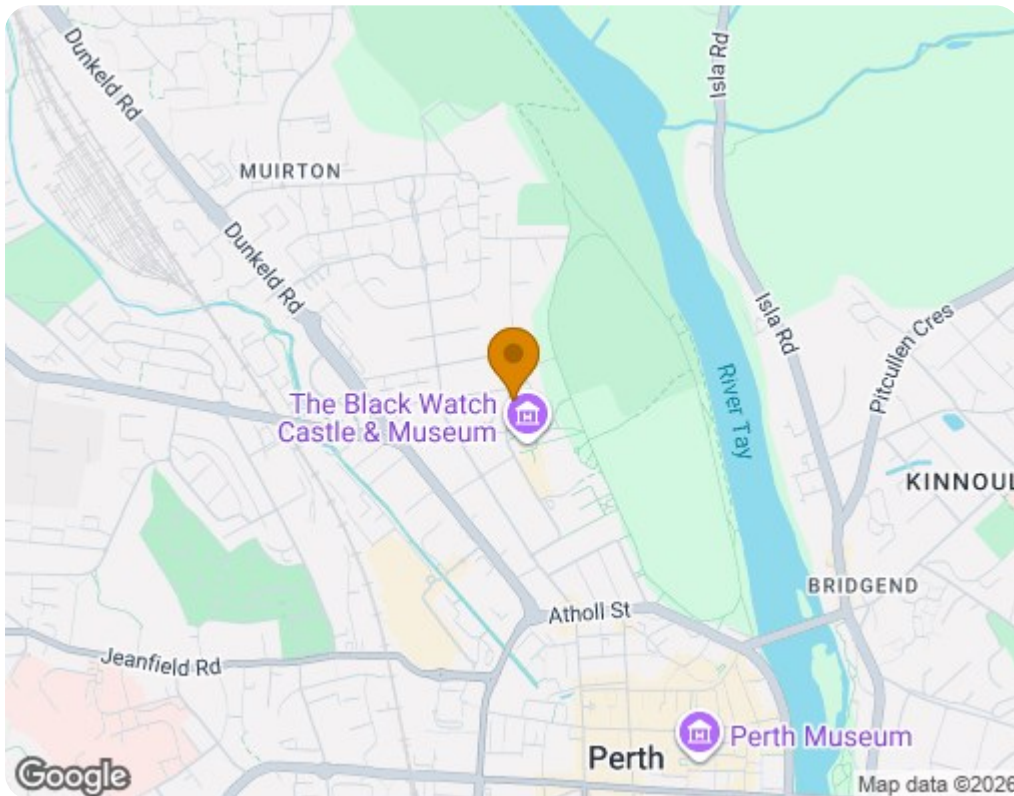 Dunkeld Rd
Isla Rd
MUIRTON
Dunkeld Rd
Isla Rd
Pitcullen Cres
River Tay
The Black Watch
Castle & Museum
KINNOUL
BRIDGEND
Atholl St
Jeanfield Rd
Perth Museum
Perth
Google
Map data ©2026